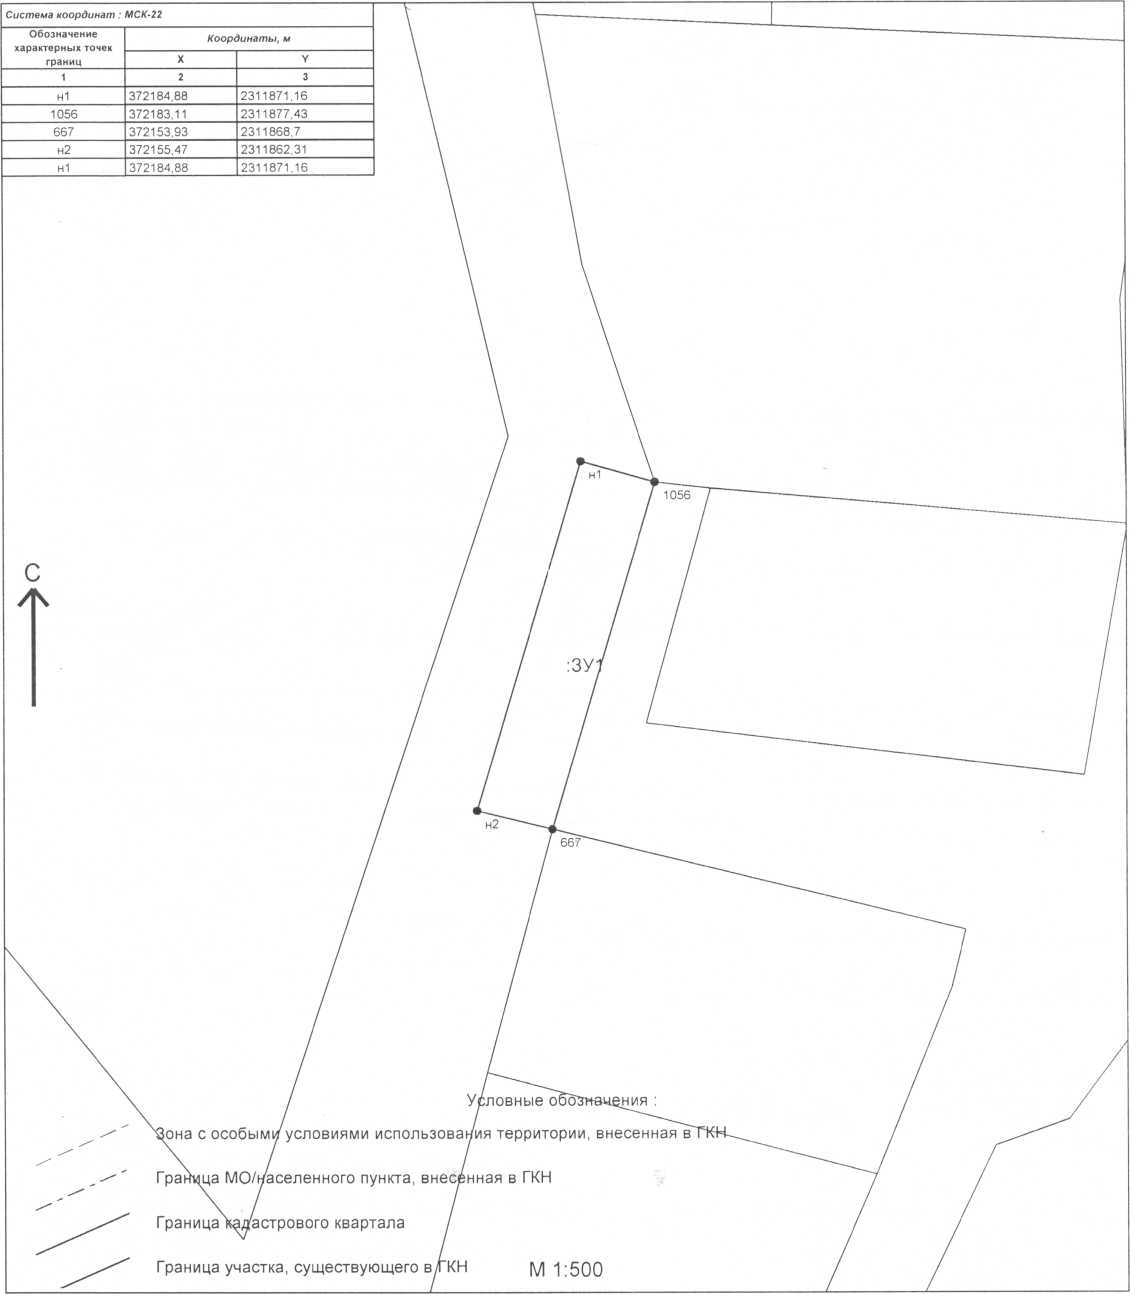 Система координат : МСК-22
Обозначение
характерных точек
границ
Координаты, м
X Y
1 2 3
н1 372184,88 2311871,16
1056 372183,11 2311877,43
667 372153,93 2311868,7
н2 372155,47 2311862,31
н1 372184,88 2311871,16
н1
1056
С
:ЗУ1
н2
667
Условные обозначения :
Зона с особыми условиями использования территории, внесенная в ГКН
Граница МО/населенного пункта, внесенная в ГКН
Граница кадастрового квартала
Граница участка, существующего в ГКН
М 1:500